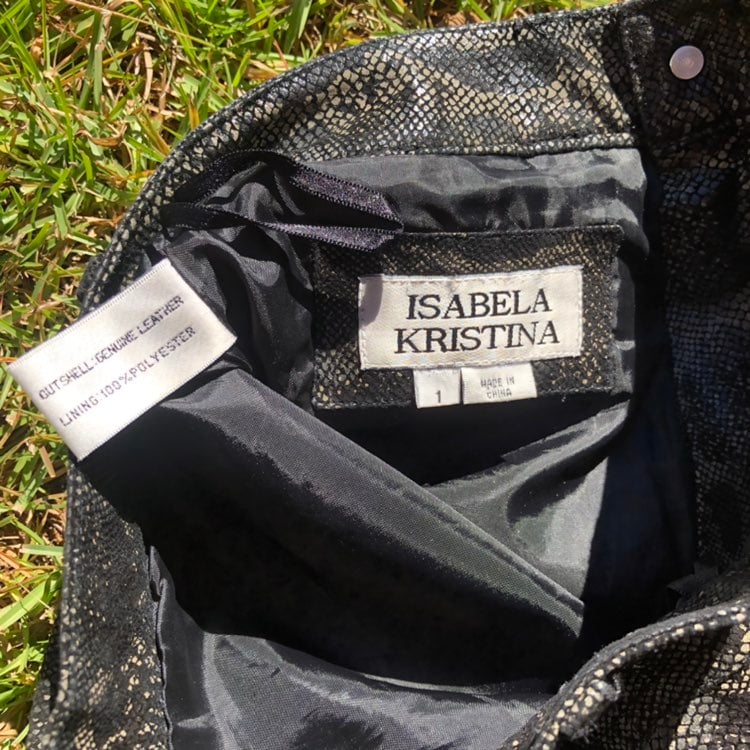 OUTSHELL:GENUINE LEATHER
LINING:100%POLYESTER
ISABELA
KRISTINA
1
MADE IN
CHINA